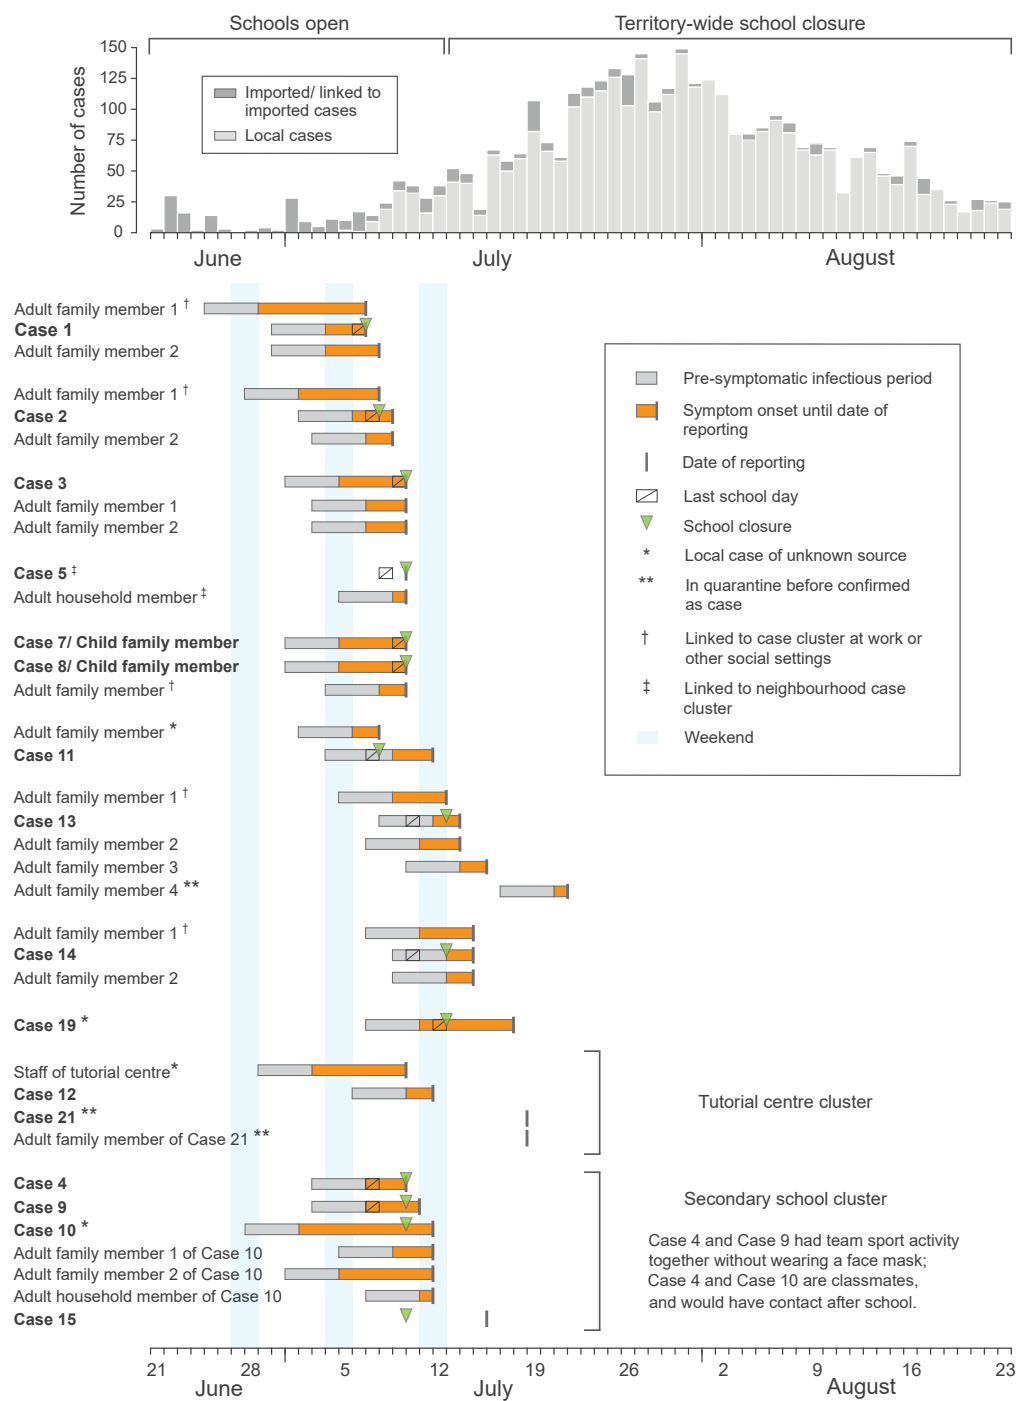 Schools open
Territory-wide school closure
Number of cases
150
125
100
75
50
25
0
Imported/ linked to
imported cases
Local cases
June
July
August
Adult family member 1 †
Case 1
Adult family member 2
Adult family member 1 †
Case 2
Adult family member 2
Case 3
Adult family member 1
Adult family member 2
Case 5 ‡
Adult household member ‡
Case 7/ Child family member
Case 8/ Child family member
Adult family member †
Adult family member *
Case 11
Adult family member 1 †
Case 13
Adult family member 2
Adult family member 3
Adult family member 4 **
Adult family member 1 †
Case 14
Adult family member 2
Case 19 *
Staff of tutorial centre*
Case 12
Case 21 **
Adult family member of Case 21 **
Case 4
Case 9
Case 10 *
Adult family member 1 of Case 10
Adult family member 2 of Case 10
Adult household member of Case 10
Case 15
Pre-symptomatic infectious period
Symptom onset until date of
reporting
Date of reporting
Last school day
School closure
* Local case of unknown source
** In quarantine before confirmed
as case
† Linked to case cluster at work or
other social settings
‡ Linked to neighbourhood case
cluster
Weekend
Tutorial centre cluster
Secondary school cluster
Case 4 and Case 9 had team sport activity
together without wearing a face mask;
Case 4 and Case 10 are classmates,
and would have contact after school.
21 28 5 12 19 26 2 9 16 23
June July August